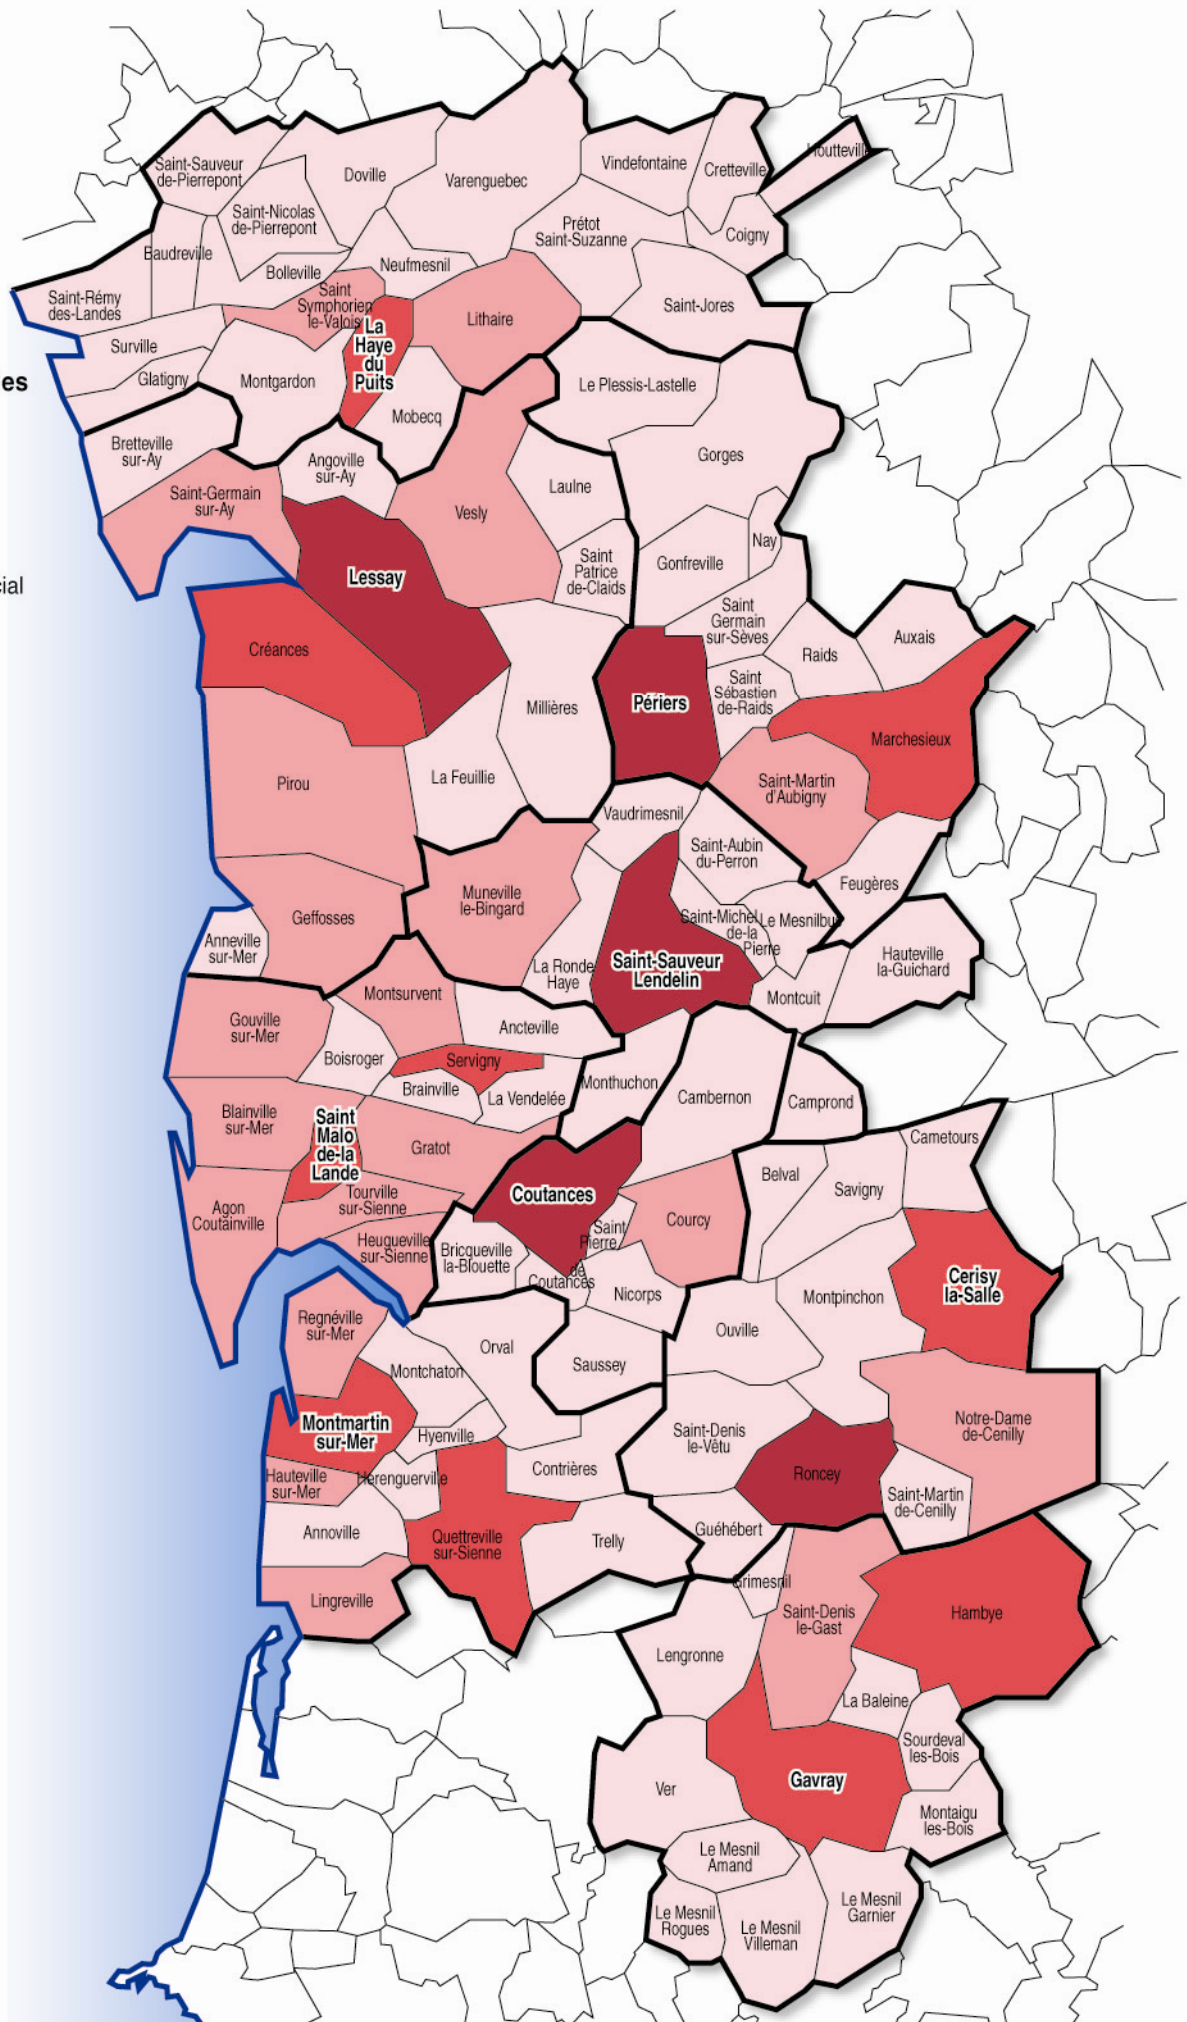 Saint-Sauveur
de-Pierrepont
Doville
Varenguebec
Vindefontaine
Cretteville
Houtteville
Saint-Nicolas
de-Pierrepont
Prétot
Saint-Suzanne
Coigny
Baudreville
Bolleville
Neufmesnil
Saint-Rémy
des-Landes
Saint
Symphorien
le-Valois
Lithaire
Saint-Jores
Surville
La
Haye
du
Puits
Glatigny
Montgardon
Mobecq
Le Plessis-Lastelle
es
Bretteville
sur-Ay
Angoville
sur-Ay
Gorges
Saint-Germain
sur-Ay
Laulne
Vesly
Nay
Gonfreville
Saint
Patrice
de-Claids
cial
Lessay
Saint
Germain
sur-Sèves
Auxais
Raids
Créances
Saint
Sébastien
de-Raids
Périers
Millières
Marchesieux
La Feuillie
Pirou
Saint-Martin
d'Aubigny
Vaudrimesnil
Saint-Aubin
du-Perron
Feugères
Muneville
le-Bingard
Geffosses
Saint-Michel
de-la
Pierre
Le Mesnilbu
Anneville
sur-Mer
La Ronde
Haye
Saint-Sauveur
Lendelin
Hauteville
la-Guichard
Montcuit
Montsurvent
Gouville
sur-Mer
Ancteville
Boisroger
Servigny
Brainville
La Vendelée
Monthuchon
Cambernon
Camprond
Blainville
sur-Mer
Saint
Malo
de-la
Lande
Gratot
Cametours
Belval
Savigny
Coutances
Tourville
sur-Sienne
Agon
Coutainville
Courcy
Saint
Pierre
de
Coutances
Heugueville
sur-Sienne
Bricqueville
la-Blouette
Nicorps
Montpinchon
Cerisy
la-Salle
Regnéville
sur-Mer
Ouville
Orval
Saussey
Montchaton
Montmartin
sur-Mer
Hyenville
Saint-Denis
le-Vêtu
Notre-Dame
de-Cenilly
Hauteville
sur-Mer
Herenguerville
Contrières
Roncey
Saint-Martin
de-Cenilly
Annoville
Quettreville
sur-Sienne
Trelly
Guéhébert
Grimesnil
Lingreville
Saint-Denis
le-Gast
Hambye
Lengronne
La Baleine
Sourdeval
les-Bois
Ver
Gavray
Montaigu
les-Bois
Le Mesnil
Amand
Le Mesnil
Rogues
Le Mesnil
Villeman
Le Mesnil
Garnier